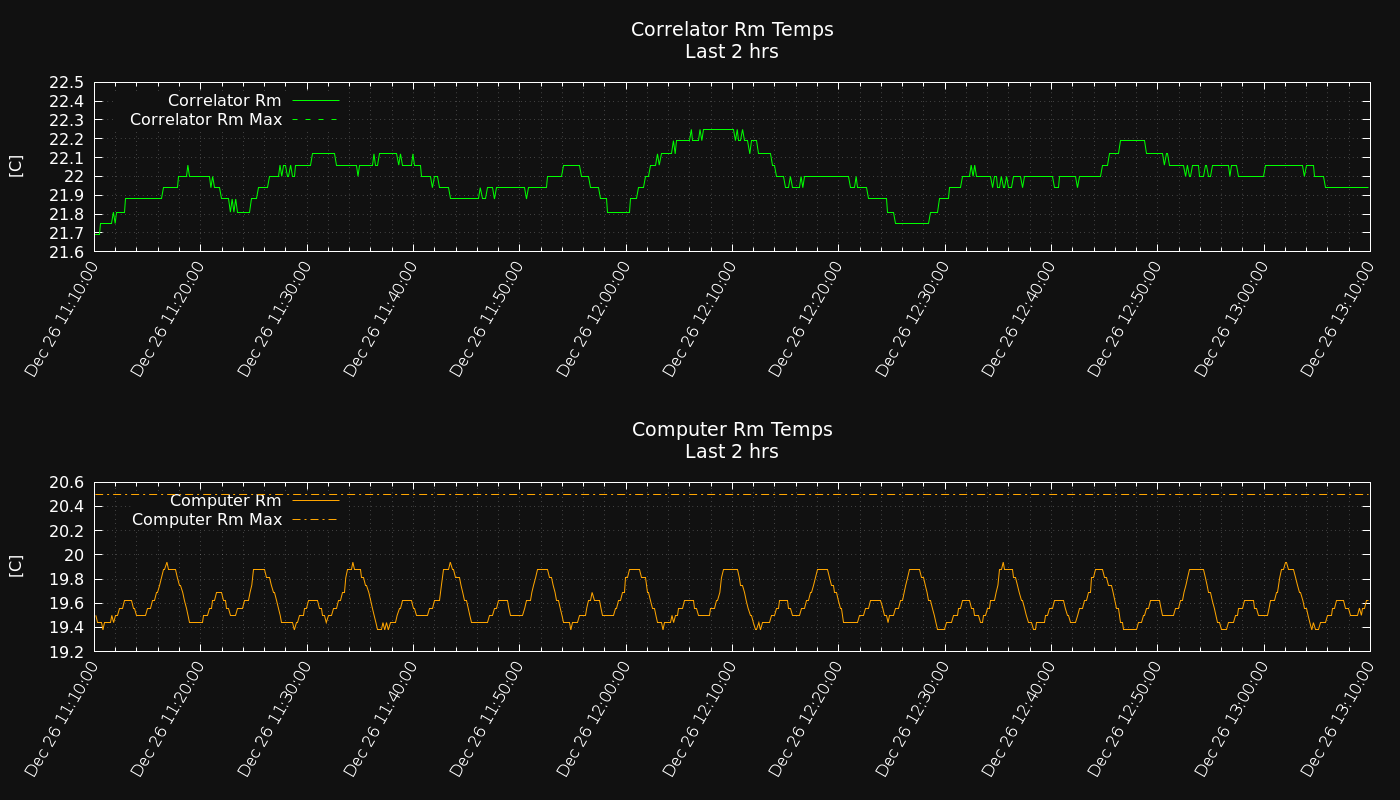 Correlator Rm Temps
Last 2 hrs
22.5
22.4
22.3
22.2
22.1
22
21.9
21.8
21.7
21.6
[C]
Correlator Rm
Correlator Rm Max
Dec 26 11:10:00
Dec 26 11:20:00
Dec 26 11:30:00
Dec 26 11:40:00
Dec 26 11:50:00
Dec 26 12:00:00
Dec 26 12:10:00
Dec 26 12:20:00
Dec 26 12:30:00
Dec 26 12:40:00
Dec 26 12:50:00
Dec 26 13:00:00
Dec 26 13:10:00
Computer Rm Temps
Last 2 hrs
20.6
20.4
20.2
20
19.8
19.6
19.4
19.2
[C]
Computer Rm
Computer Rm Max
Dec 26 11:10:00
Dec 26 11:20:00
Dec 26 11:30:00
Dec 26 11:40:00
Dec 26 11:50:00
Dec 26 12:00:00
Dec 26 12:10:00
Dec 26 12:20:00
Dec 26 12:30:00
Dec 26 12:40:00
Dec 26 12:50:00
Dec 26 13:00:00
Dec 26 13:10:00